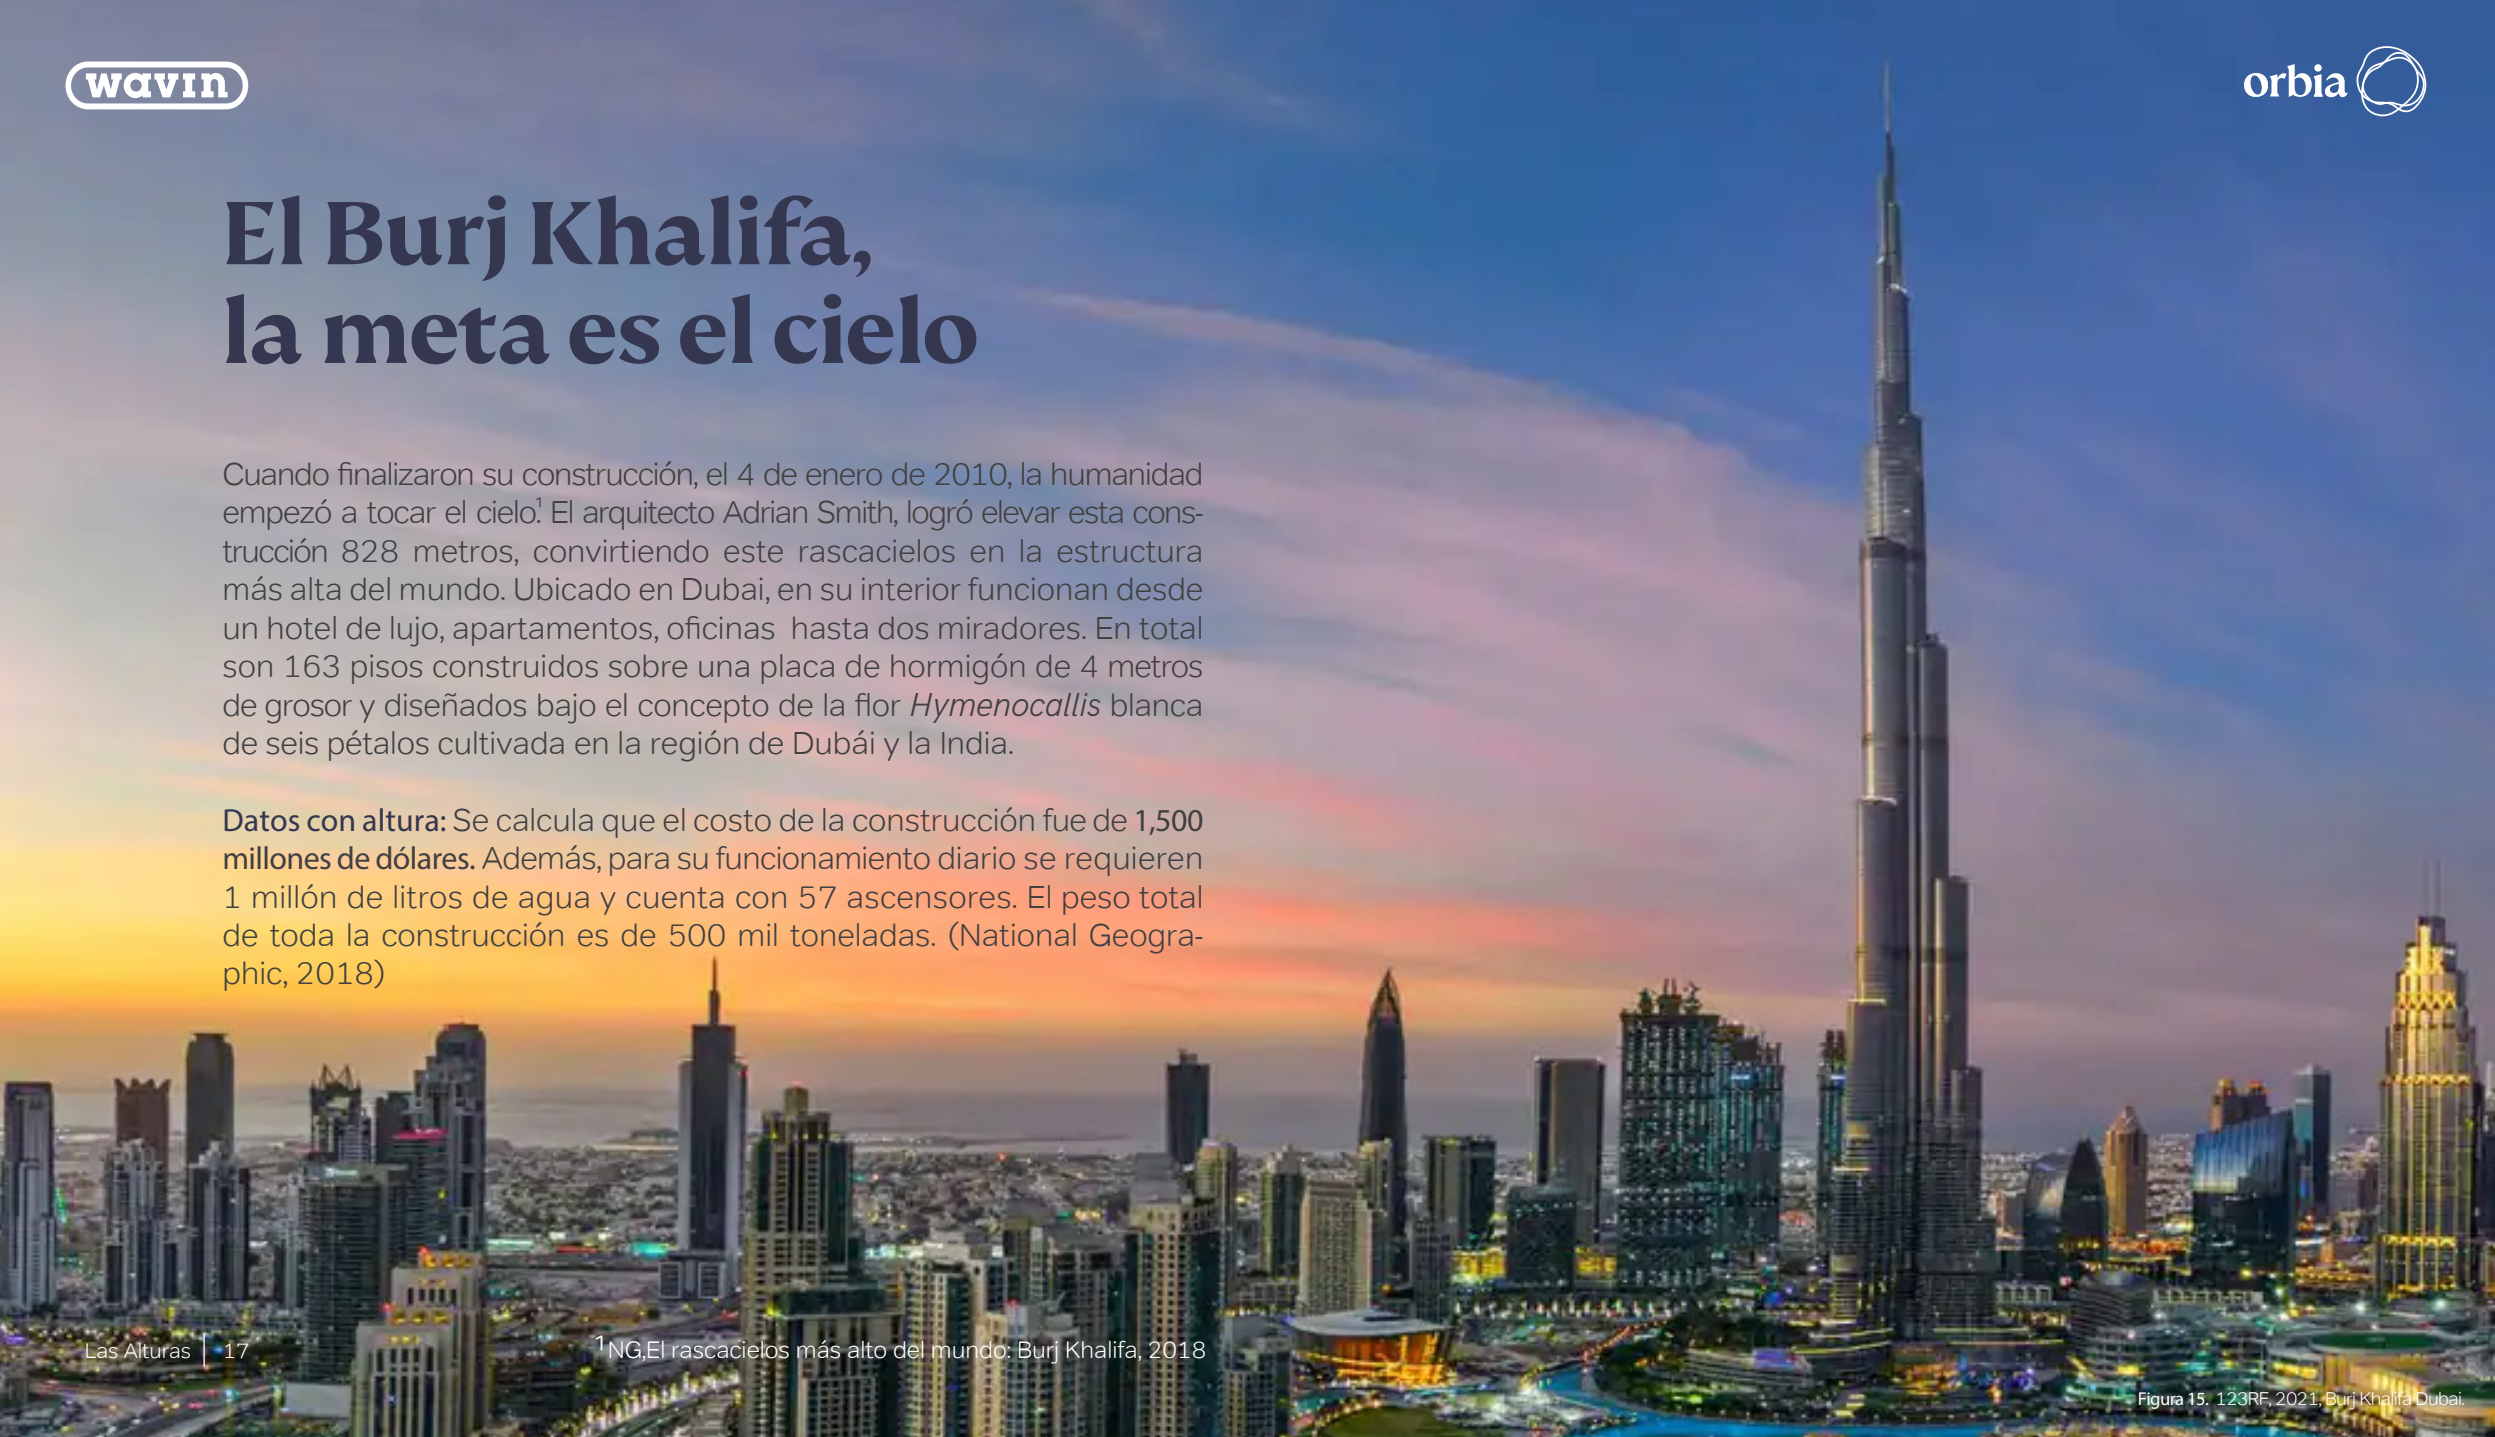 wavin
orbia
El Burj Khalifa,
la meta es el cielo
Cuando finalizaron su construcción, el 4 de enero de 2010, la humanidad
empezó a tocar el cielo.¹ El arquitecto Adrian Smith, logró elevar esta cons-
trucción 828 metros, convirtiendo este rascacielos en la estructura
más alta del mundo. Ubicado en Dubai, en su interior funcionan desde
un hotel de lujo, apartamentos, oficinas hasta dos miradores. En total
son 163 pisos construidos sobre una placa de hormigón de 4 metros
de grosor y diseñados bajo el concepto de la flor Hymenocallis blanca
de seis pétalos cultivada en la región de Dubái y la India.
Datos con altura: Se calcula que el costo de la construcción fue de 1,500
millones de dólares. Además, para su funcionamiento diario se requieren
1 millón de litros de agua y cuenta con 57 ascensores. El peso total
de toda la construcción es de 500 mil toneladas. (National Geogra-
phic, 2018)
Las Alturas | 17
¹NG,El rascacielos más alto del mundo: Burj Khalifa, 2018
Figura 15. 123RF, 2021, Burj Khalifa Dubai.